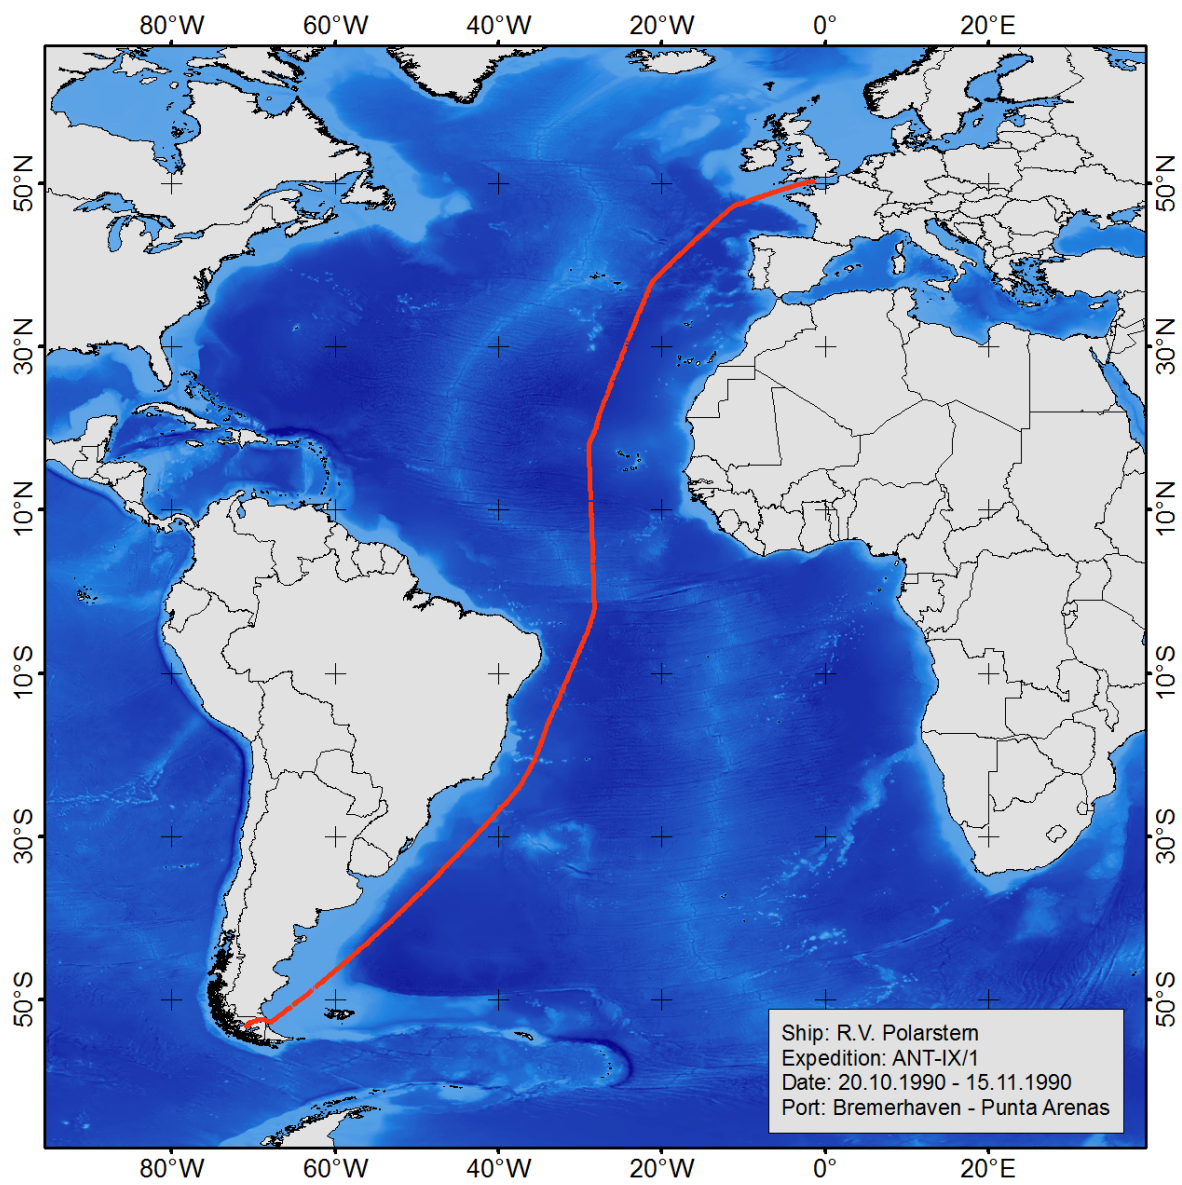 80°W 60°W 40°W 20°W 0° 20°E
50°N 50°N
30°N 30°N
10°N 10°N
10°S 10°S
30°S 30°S
50°S 50°S
Ship: R.V. Polarstern
Expedition: ANT-IX/1
Date: 20.10.1990 - 15.11.1990
Port: Bremerhaven - Punta Arenas
80°W 60°W 40°W 20°W 0° 20°E